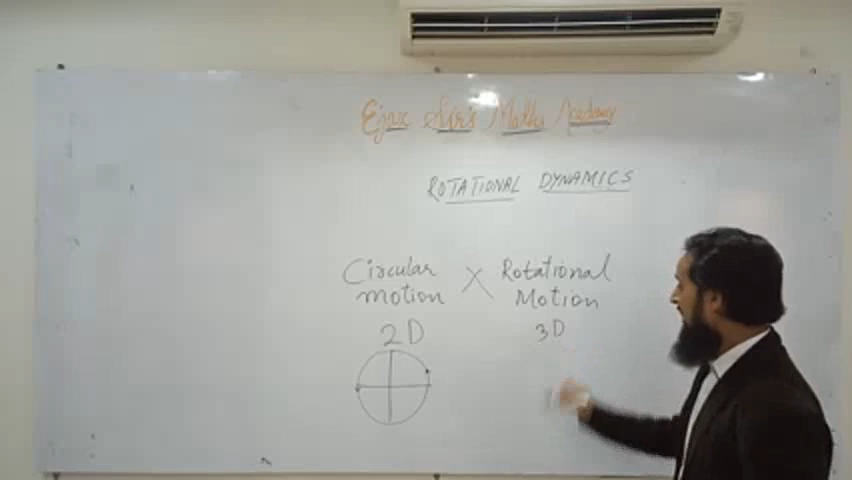 Ejaz Sir's Maths Academy
ROTATIONAL DYNAMICS
Circular motion X Rotational Motion
2D 3D